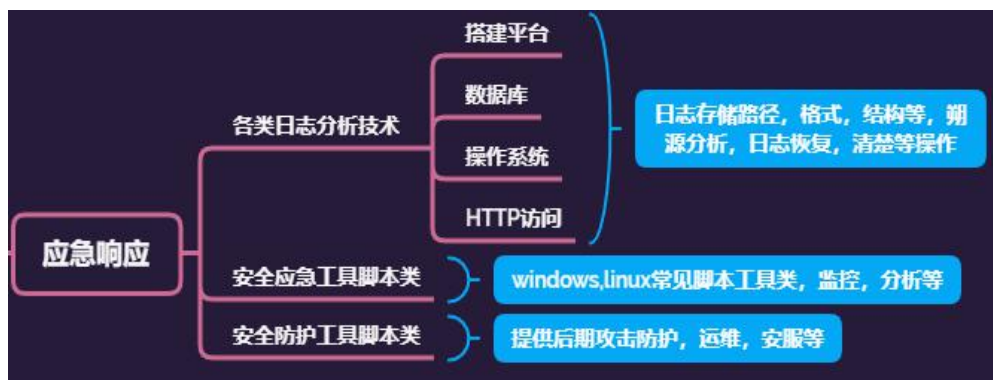 搭建平台
数据库
各类日志分析技术
操作系统
HTTP访问
日志存储路径，格式，结构等，朔
源分析，日志恢复，清楚等操作
应急响应
安全应急工具脚本类
windows,linux常见脚本工具类，监控，分析等
安全防护工具脚本类
提供后期攻击防护，运维，安服等